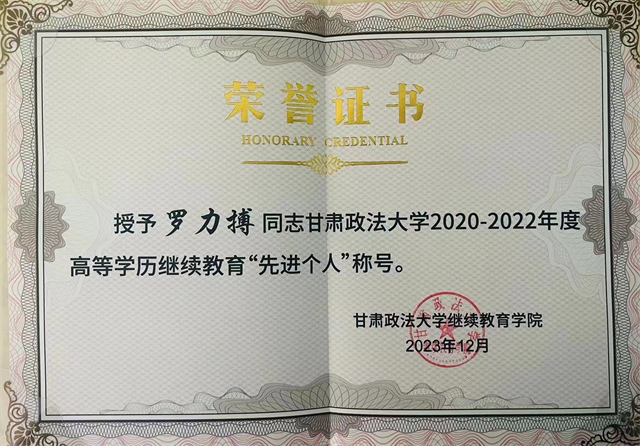 荣誉证书
HONORARY CREDENTIAL
授予 罗力搏 同志甘肃政法大学2020-2022年度
高等学历继续教育“先进个人”称号。
甘肃政法大学继续教育学院
2023年12月